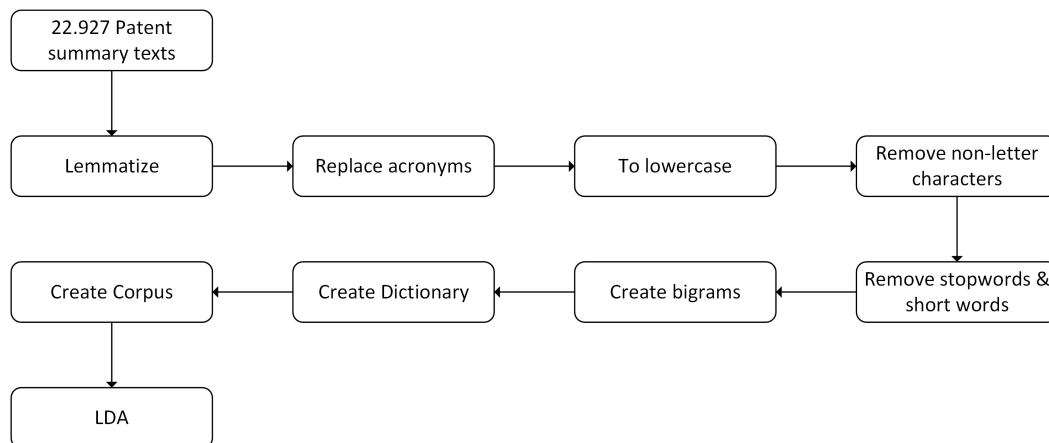 22.927 Patent
summary texts
Lemmatize
Replace acronyms
To lowercase
Remove non-letter
characters
Remove stopwords &
short words
Create bigrams
Create Dictionary
Create Corpus
LDA